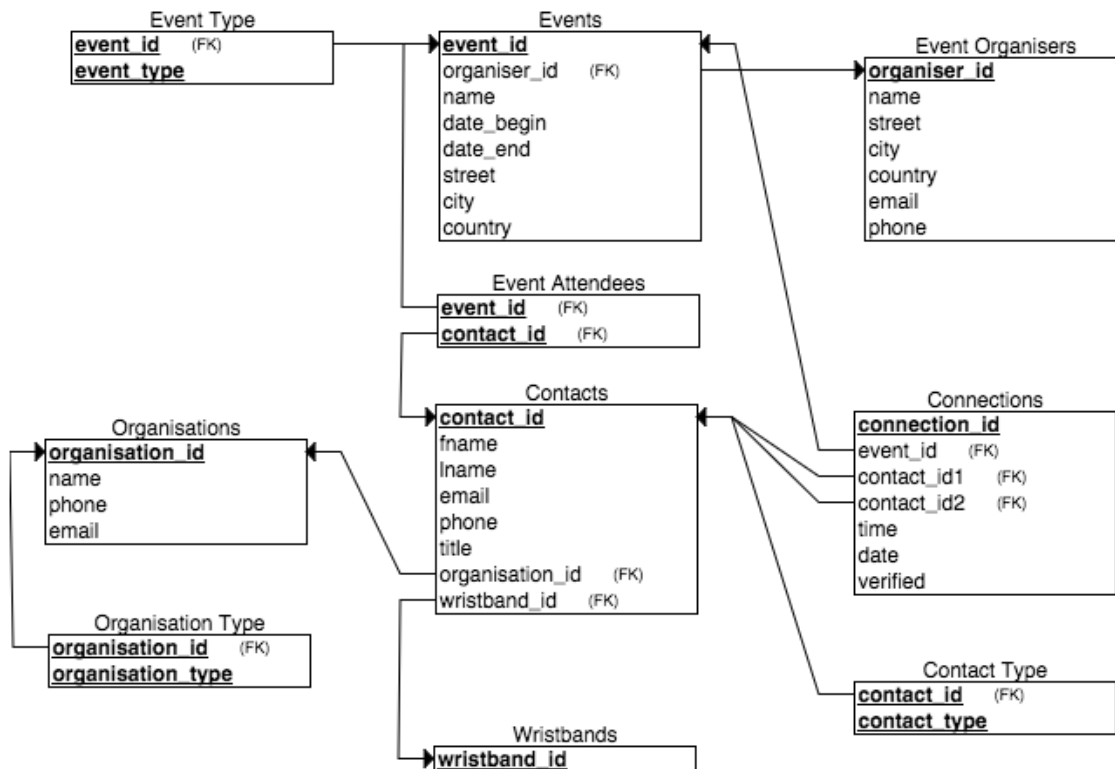 Event Type
event_id (FK)
event_type
Events
event_id
organiser_id (FK)
name
date_begin
date_end
street
city
country
Event Organisers
organiser_id
name
street
city
country
email
phone
Event Attendees
event_id (FK)
contact_id (FK)
Contacts
contact_id
fname
lname
email
phone
title
organisation_id (FK)
wristband_id (FK)
Organisations
organisation_id
name
phone
email
Connections
connection_id
event_id (FK)
contact_id1 (FK)
contact_id2 (FK)
time
date
verified
Organisation Type
organisation_id (FK)
organisation_type
Contact Type
contact_id (FK)
contact_type
Wristbands
wristband_id